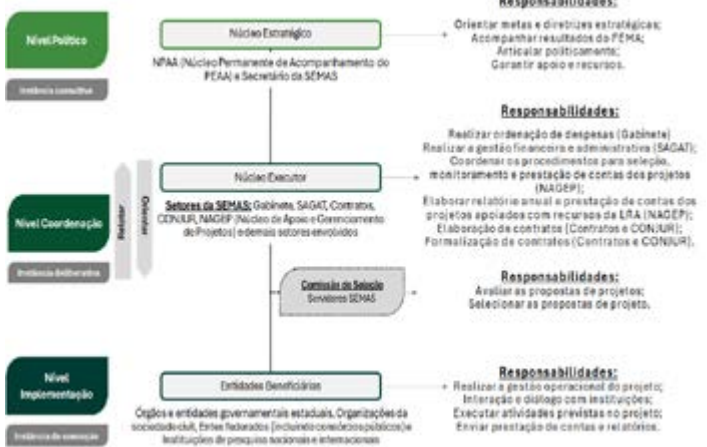 Responsabilidades:
Nível Político
Núcleo Estratégico
Orientar metas e diretrizes estratégicas;
Acompanhar resultados do FEMA;
Articular politicamente;
Garantir apoio e recursos.
NPAA (Núcleo Permanente de Acompanhamento do
PEAA) e Secretário da SEMAS
Instância consultiva
Responsabilidades:
Realizar ordenação de despesas (Gabinete)
Realizar a gestão financeira e administrativa (SAGAT);
Coordenar os procedimentos para seleção,
monitoramento e prestação de contas dos projetos
(NAGEP);
Elaborar relatório anual e prestação de contas dos
projetos apoiados com recursos da LRA (NAGEP);
Elaboração de contratos (Contratos e CONJUR);
Formalização de contratos (Contratos e CONJUR).
Núcleo Executor
Nível Coordenação
Relatar
Orientar
Setores da SEMAS: Gabinete, SAGAT, Contratos,
CONJUR, NAGEP (Núcleo de Apoio e Gerenciamento
de Projetos) e demais setores envolvidos
Instância deliberativa
Comissão de Seleção
Servidores SEMAS
Responsabilidades:
Avaliar as propostas de projetos;
Selecionar as propostas de projeto.
Nível
Implementação
Entidades Beneficiárias
Responsabilidades:
Realizar a gestão operacional do projeto;
Interação e diálogo com instituições;
Executar atividades previstas no projeto;
Enviar prestação de contas e relatórios.
Órgãos e entidades governamentais estaduais, Organizações da
sociedade civil, Entes federados (incluindo consórcios públicos) e
Instituições de pesquisa nacionais e internacionais
Instância de execução